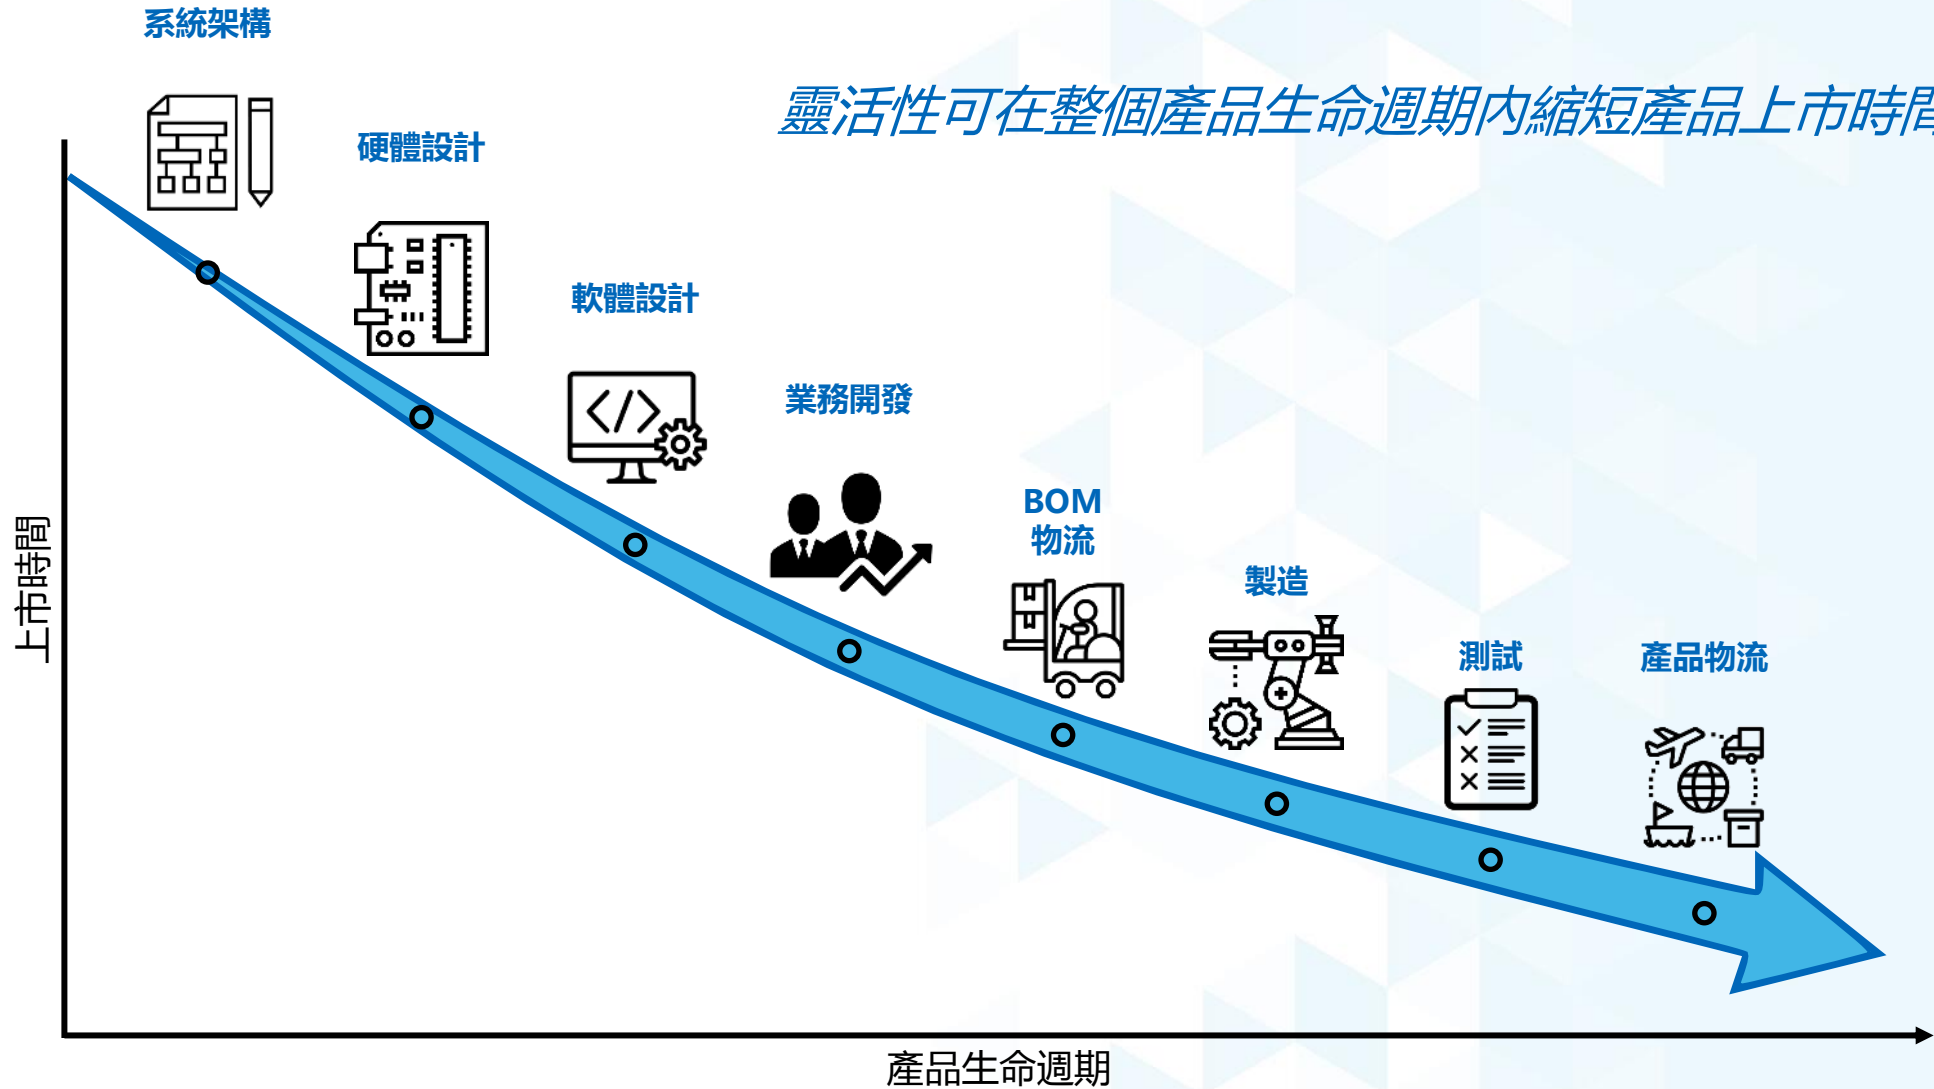 系統架構
靈活性可在整個產品生命週期內縮短產品上市時間
硬體設計
軟體設計
業務開發
BOM
物流
製造
測試
產品物流
上市時間
產品生命週期